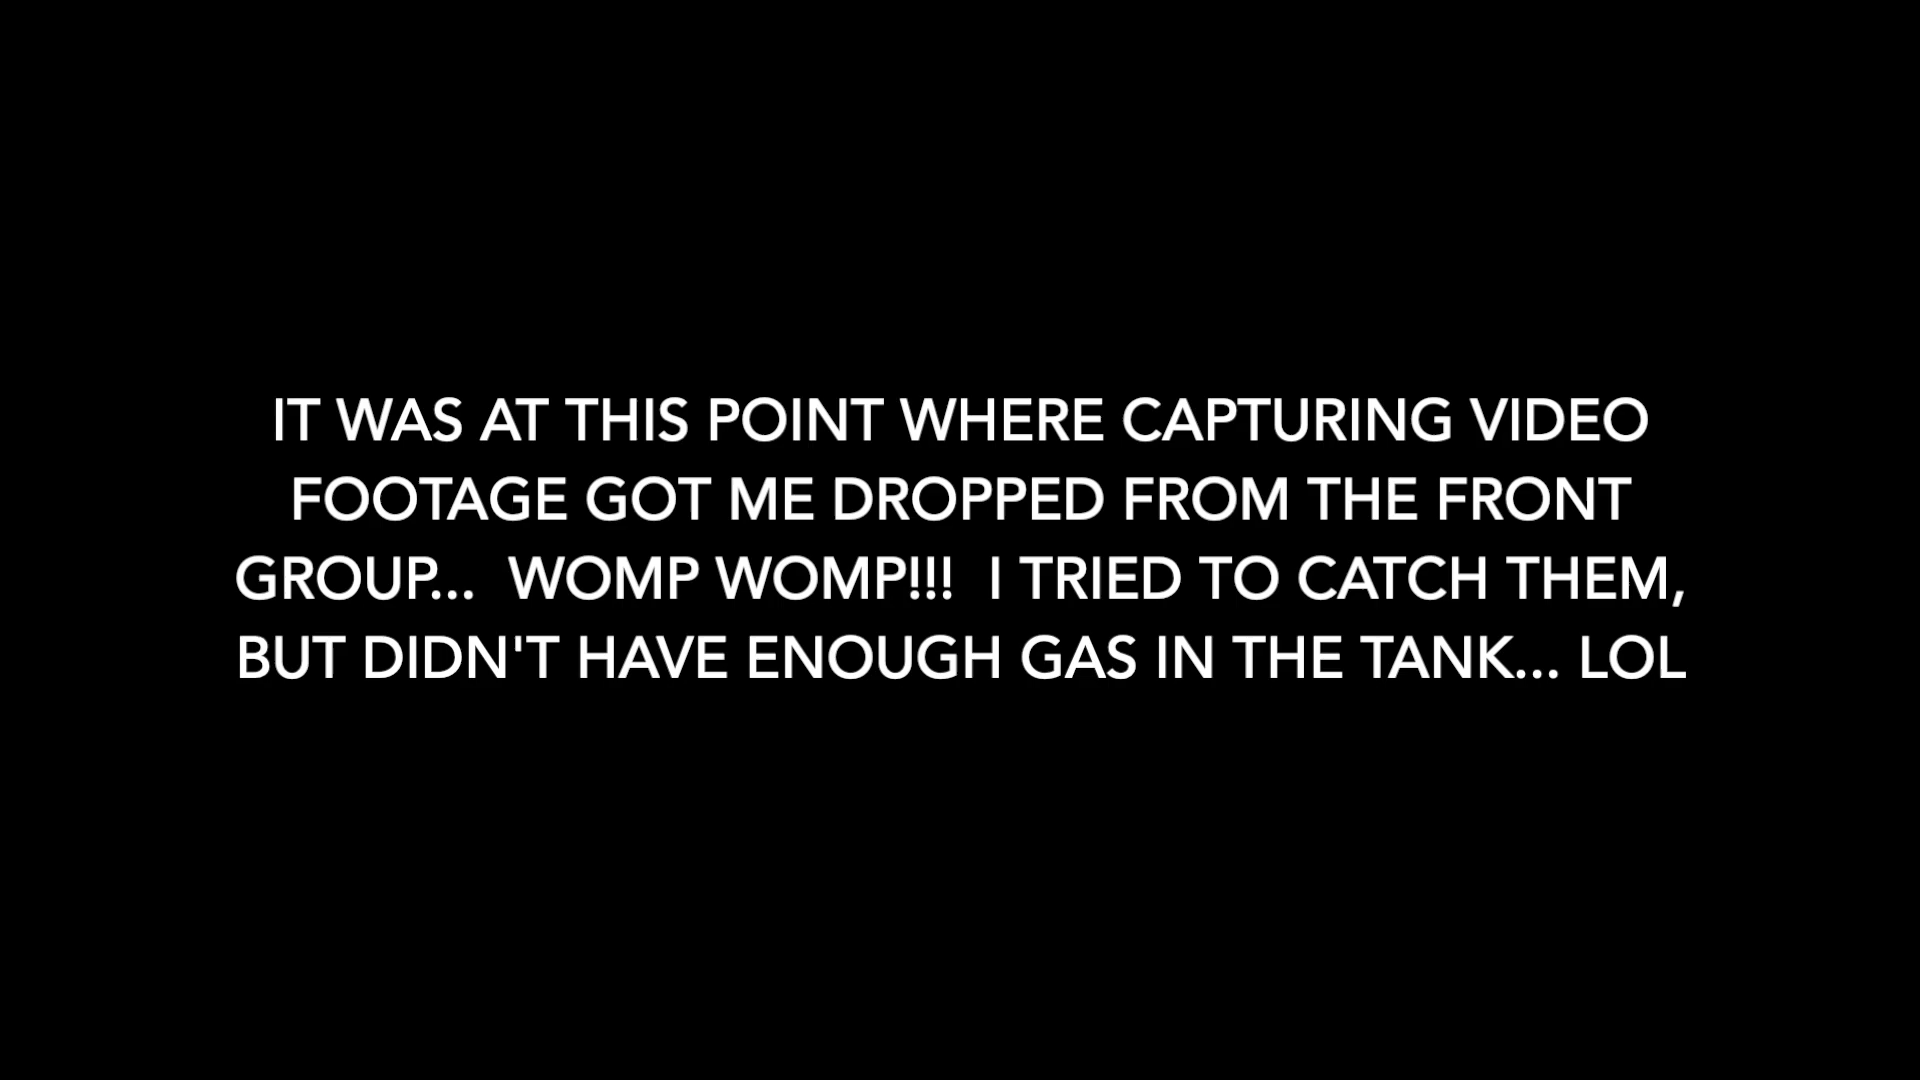 IT WAS AT THIS POINT WHERE CAPTURING VIDEO
FOOTAGE GOT ME DROPPED FROM THE FRONT
GROUP...  WOMP WOMP!!!  I TRIED TO CATCH THEM,
BUT DIDN'T HAVE ENOUGH GAS IN THE TANK... LOL